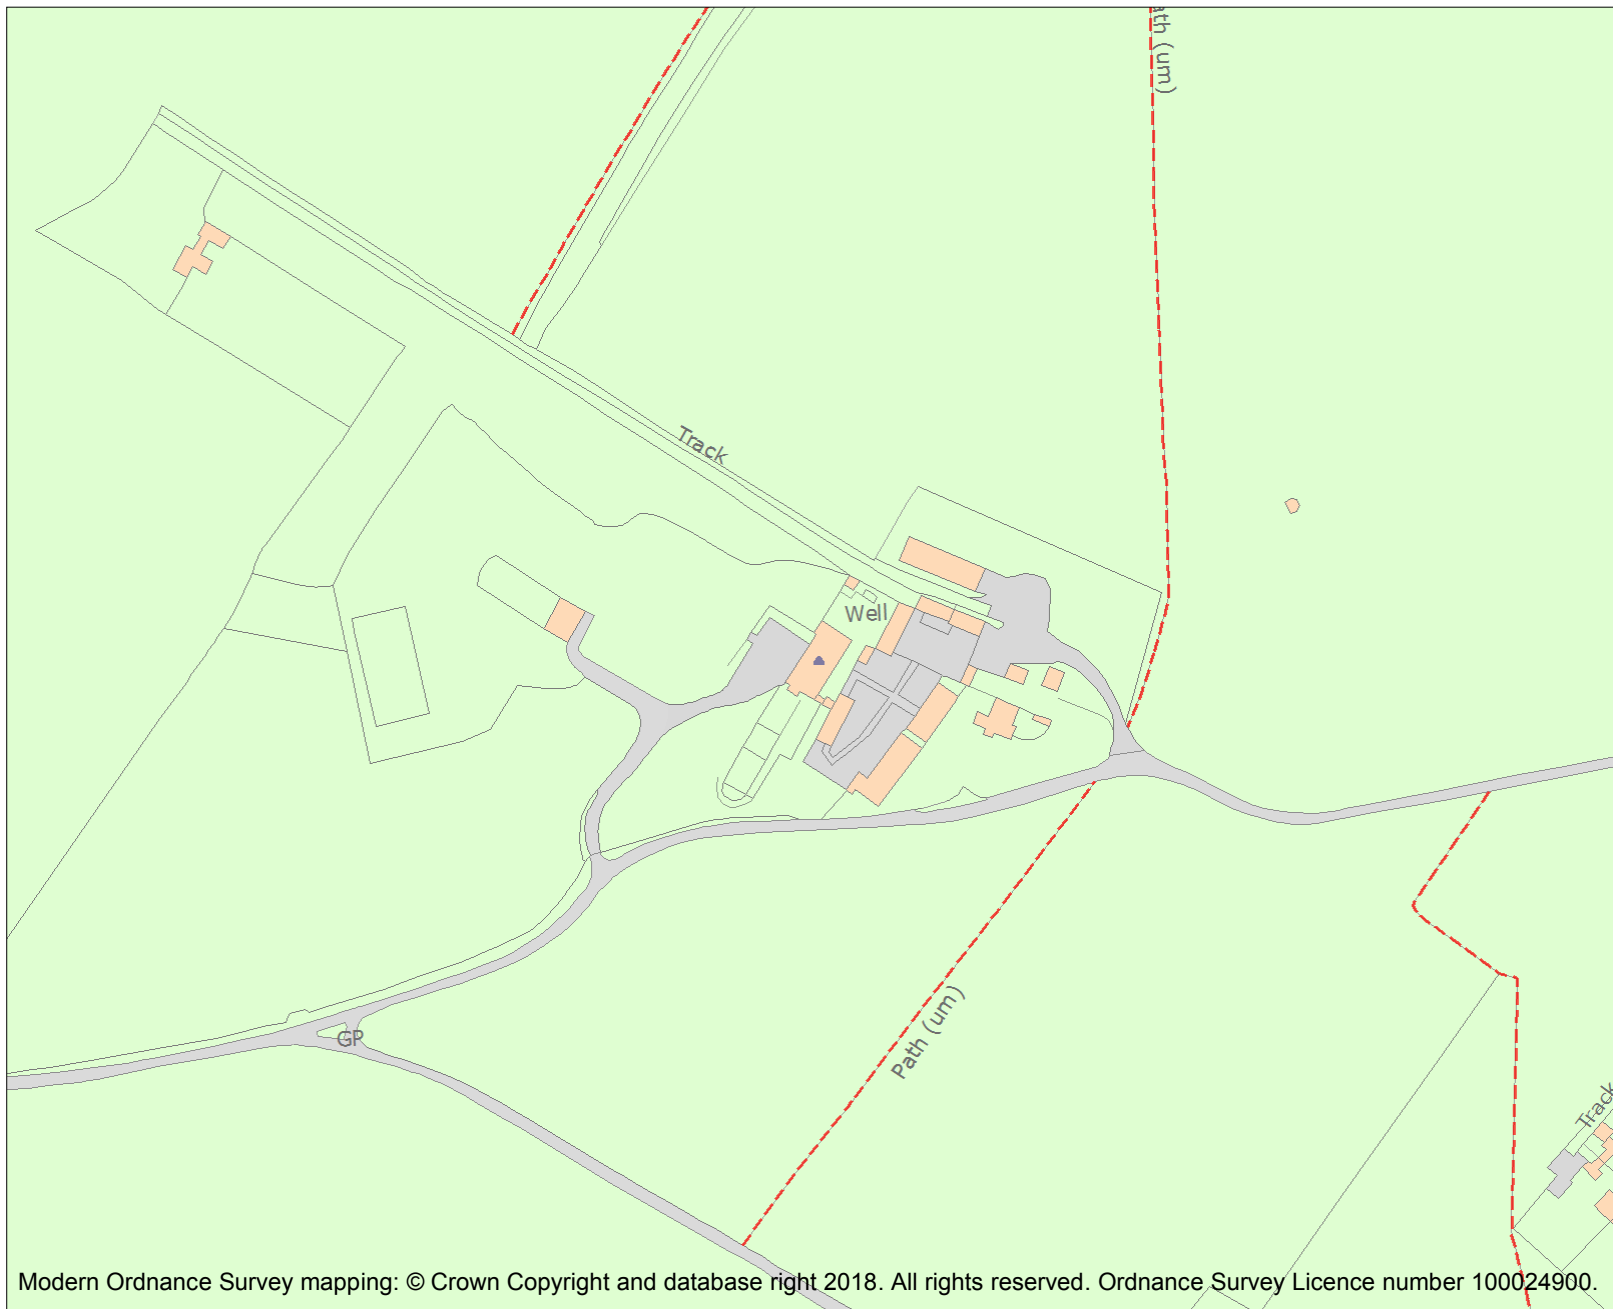 ath (um)
Track
Well
Path (um)
GP
Track
Modern Ordnance Survey mapping: © Crown Copyright and database right 2018. All rights reserved. Ordnance Survey Licence number 100024900.